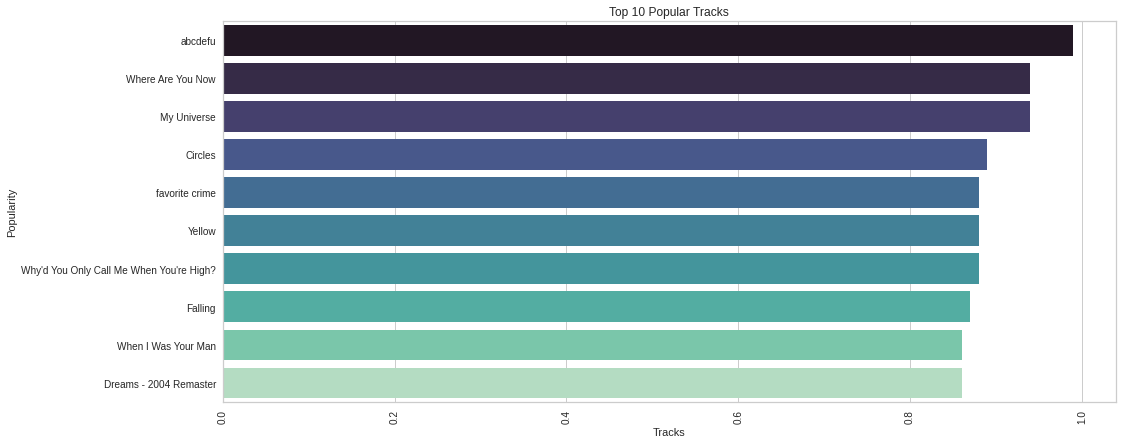 Top 10 Popular Tracks
abcdefu
Where Are You Now
My Universe
Circles
favorite crime
Yellow
Why'd You Only Call Me When You're High?
Falling
When I Was Your Man
Dreams - 2004 Remaster
Popularity
0.0
0.2
0.4
0.6
0.8
1.0
Tracks